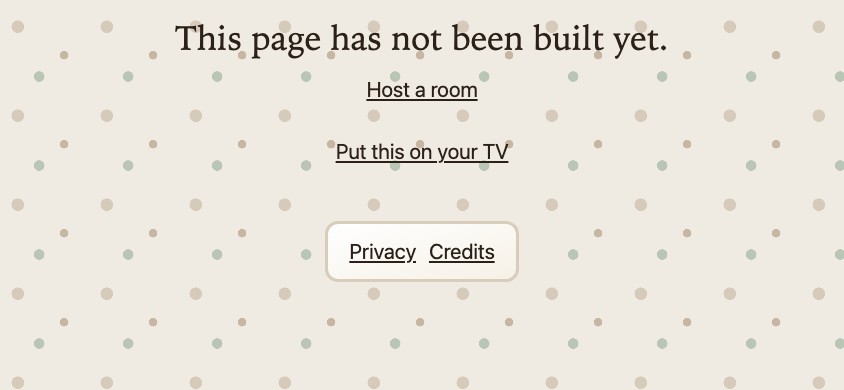 This page has not been built yet.
Host a room
Put this on your TV
Privacy Credits